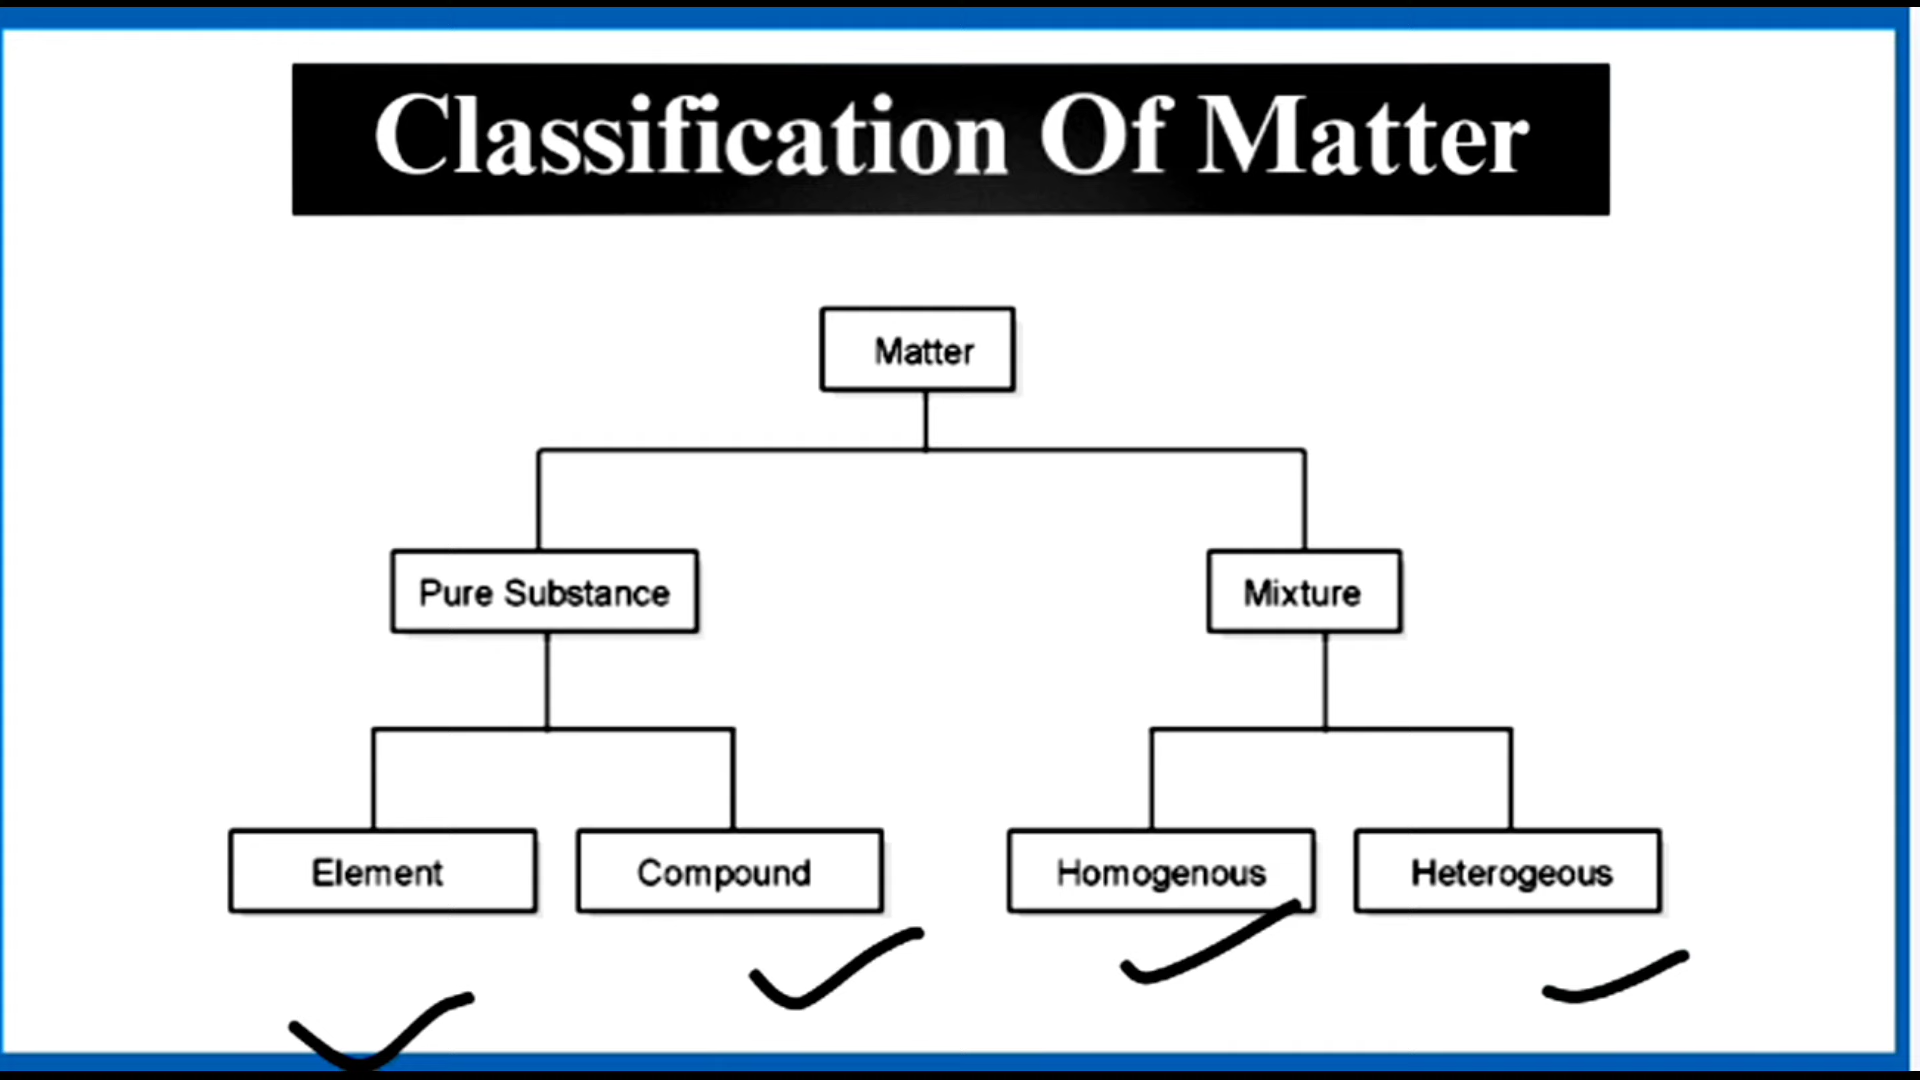 Classification Of Matter
Matter
Pure Substance
Mixture
Element
Compound
Homogenous
Heterogeous